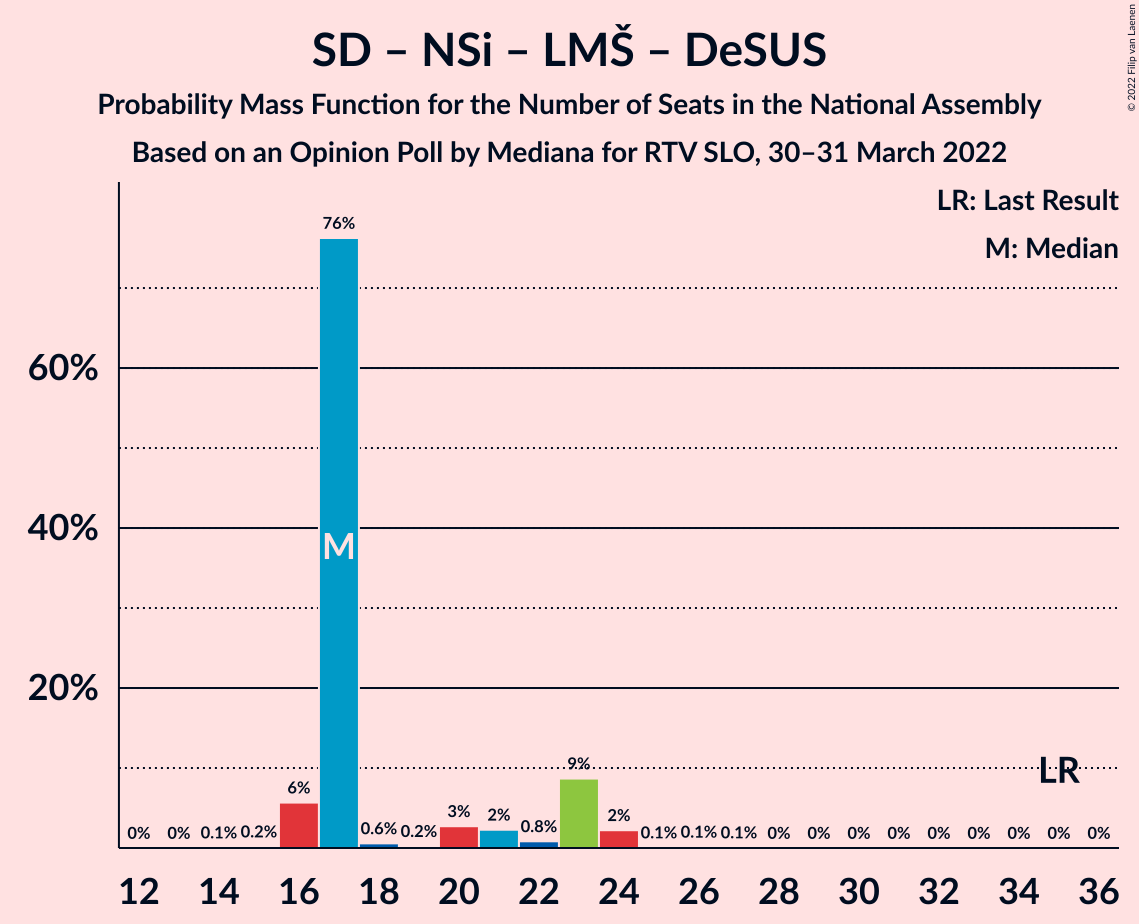 SD – NSi – LMŠ – DeSUS
Probability Mass Function for the Number of Seats in the National Assembly
Based on an Opinion Poll by Mediana for RTV SLO, 30–31 March 2022
© 2022 Filip van Laenen
LR: Last Result
M: Median
76%
60%
40%
M
20%
LR
0% 0% 0.1% 0.2% 6% 0.6% 0.2% 3% 2% 0.8% 9% 2% 0.1% 0.1% 0.1% 0% 0% 0% 0% 0% 0% 0% 0% 0%
12 14 16 18 20 22 24 26 28 30 32 34 36